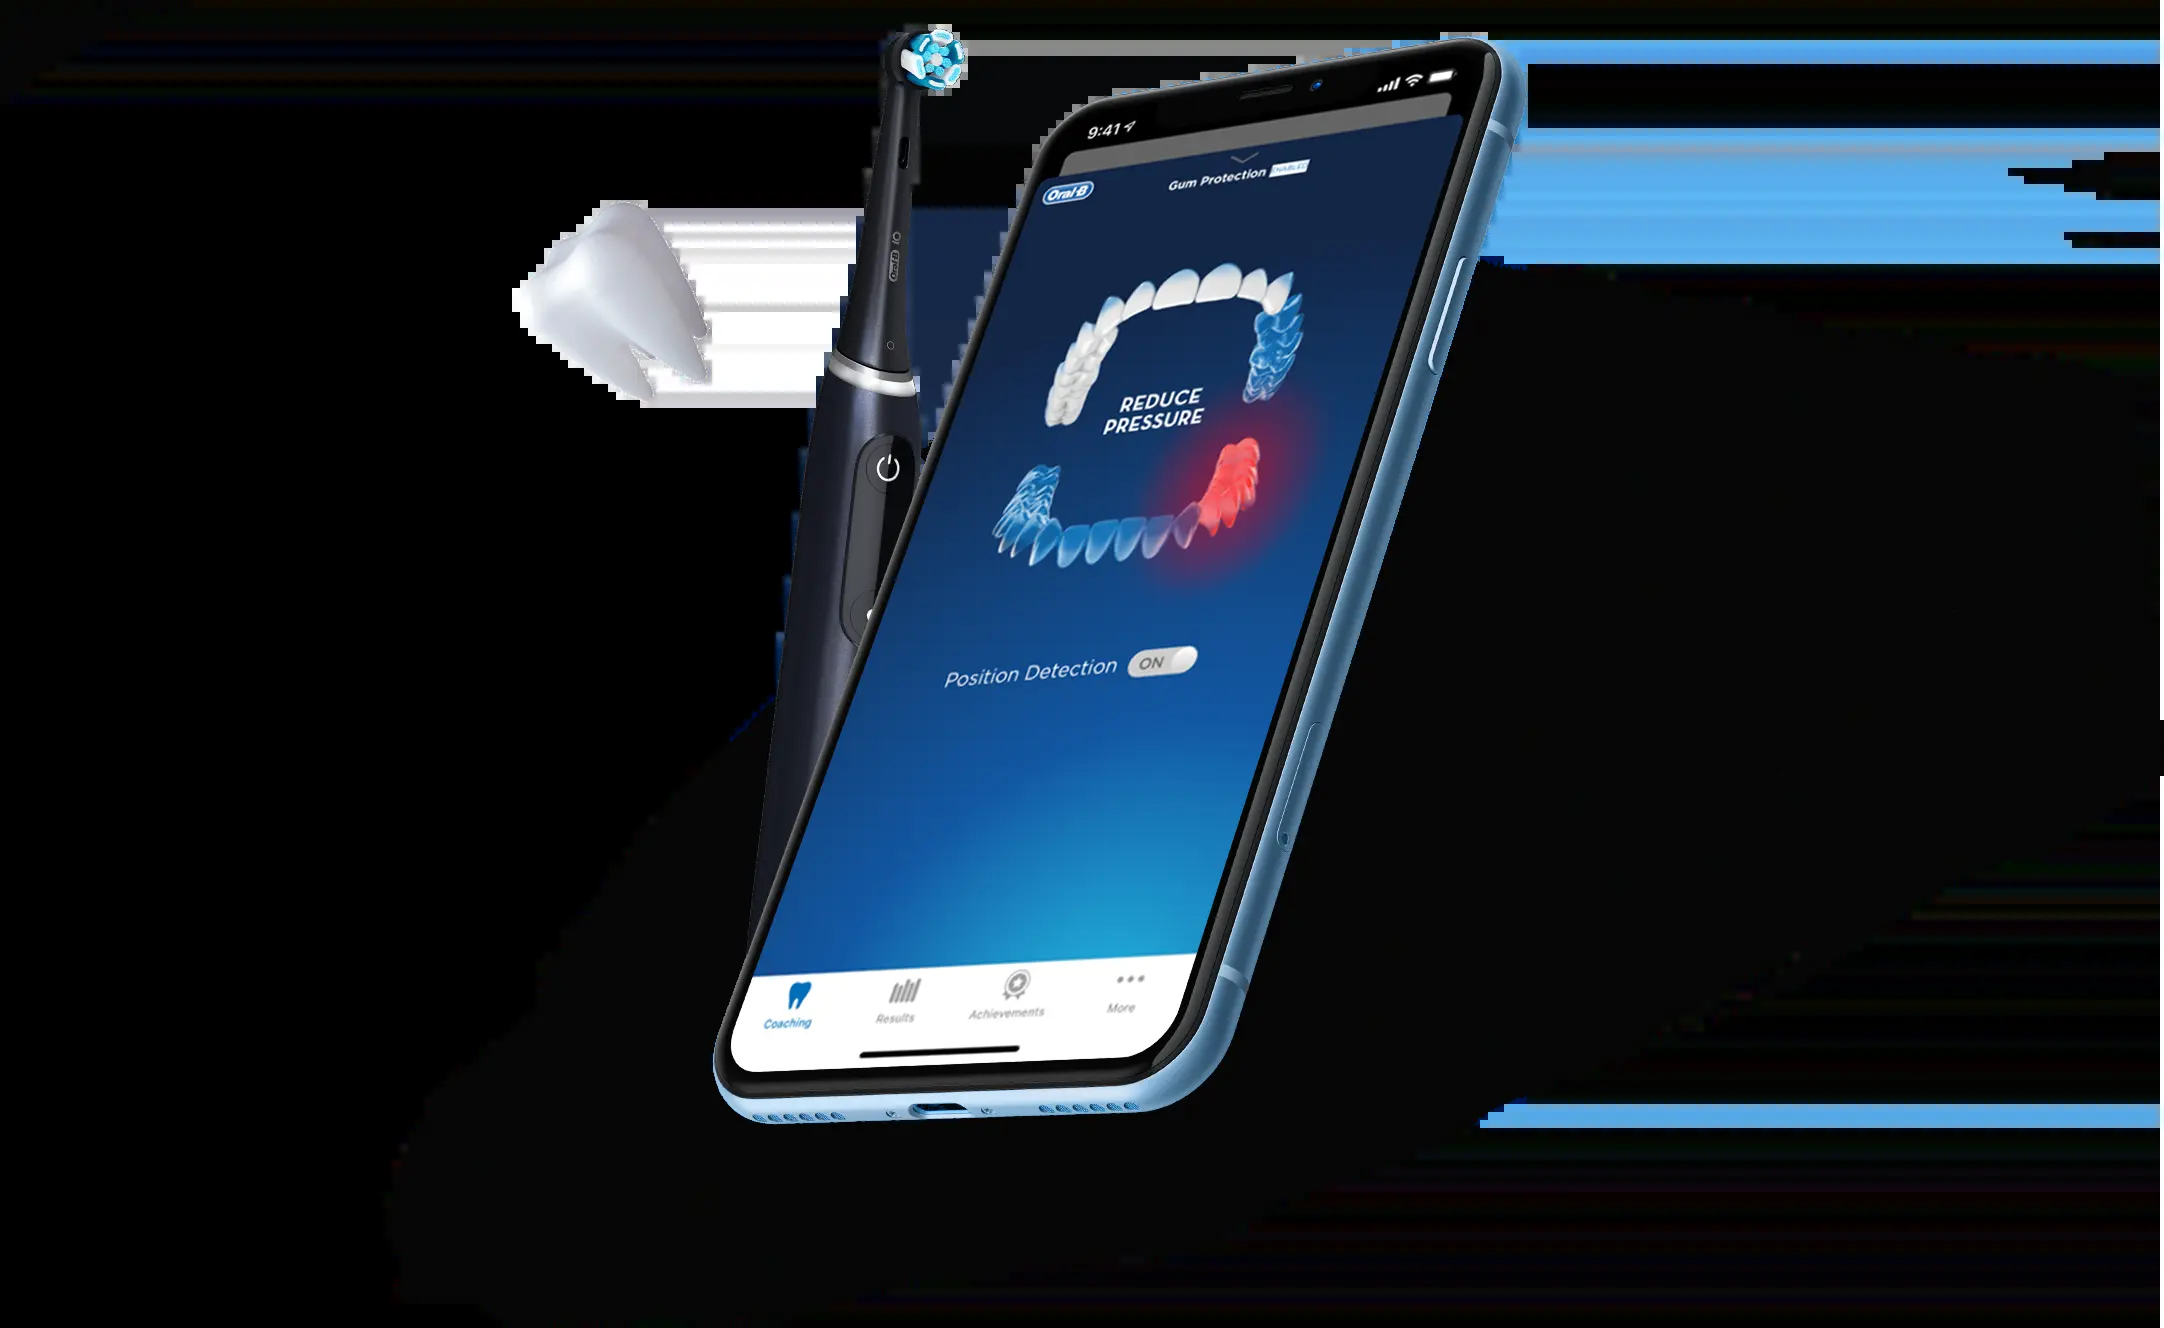 9:41
Oral-B
Gum Protection ENABLED
REDUCE
PRESSURE
Position Detection ON
Coaching
Results
Achievements
More
Oral-B iO